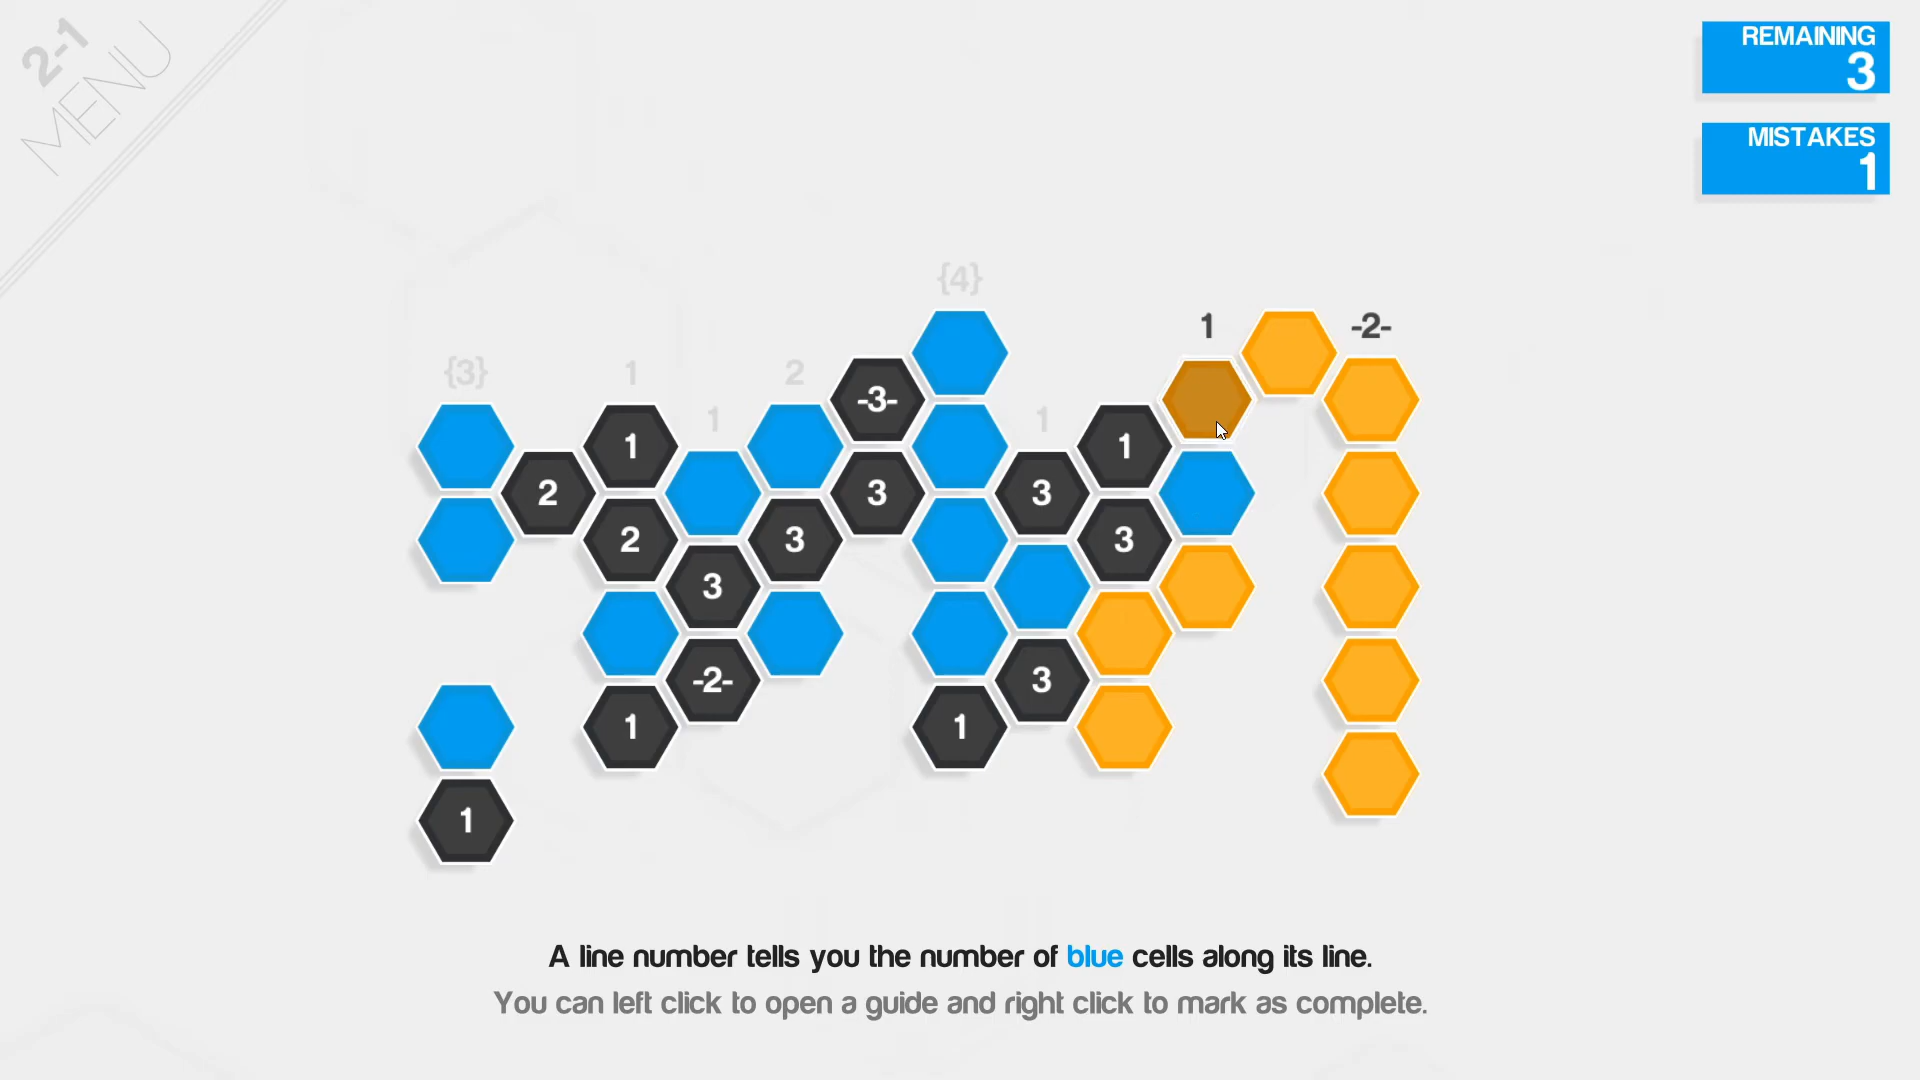 2-1
MENU
REMAINING
3
MISTAKES
1
{4}
1 -2-
{3} 1 2
-3-
1 1
1 1
2 3 3
2 3 3
3
-2- 3
1 1
1
A line number tells you the number of blue cells along its line.
You can left click to open a guide and right click to mark as complete.